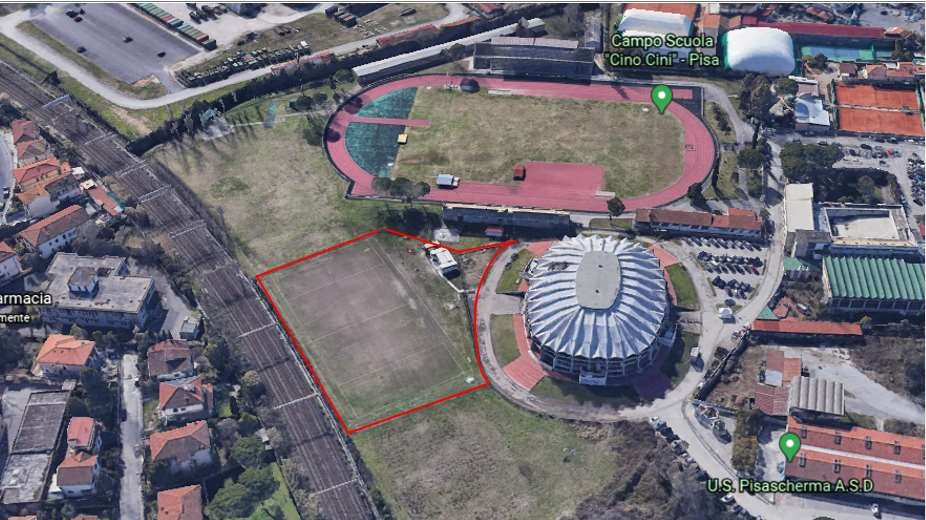 Campo Scuola
"Cino Cini" - Pisa
armacia
mente
U.S. Pisascherma A.S.D